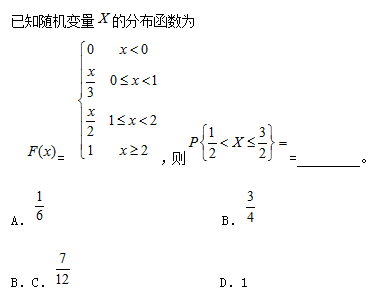 已知随机变量 X 的分布函数为
F(x)= { 0 x<0
x/3 0≤x<1
x/2 1≤x<2
1 x≥2 ，则 P{1/2<X≤3/2}= =________。
A. 1/6 B. 3/4
B.C. 7/12 D.1